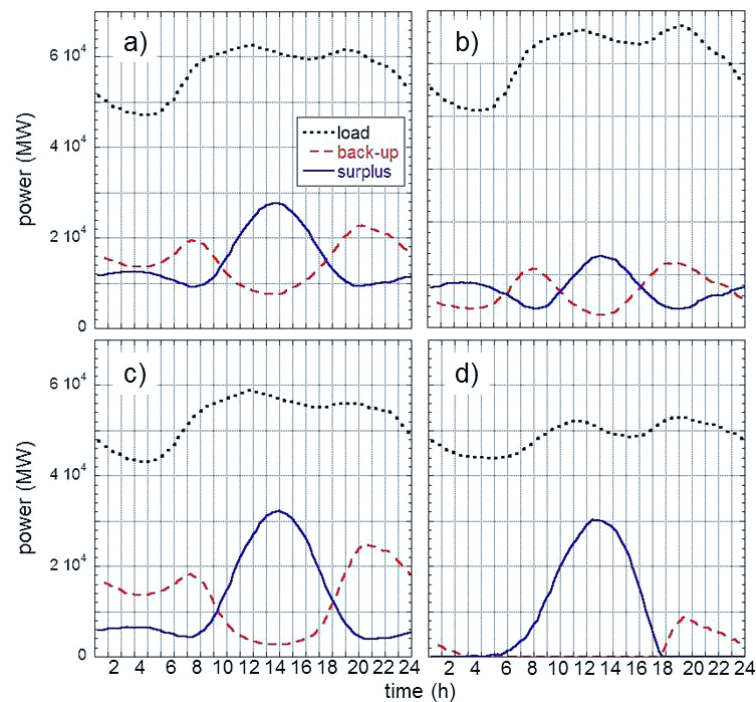 a)
b)
power (MW)
6 10⁴
4 10⁴
2 10⁴
0
load
back-up
surplus
c)
d)
power (MW)
6 10⁴
4 10⁴
2 10⁴
0
2 4 6 8 10 12 14 16 18 20 22 24
2 4 6 8 10 12 14 16 18 20 22 24
time (h)